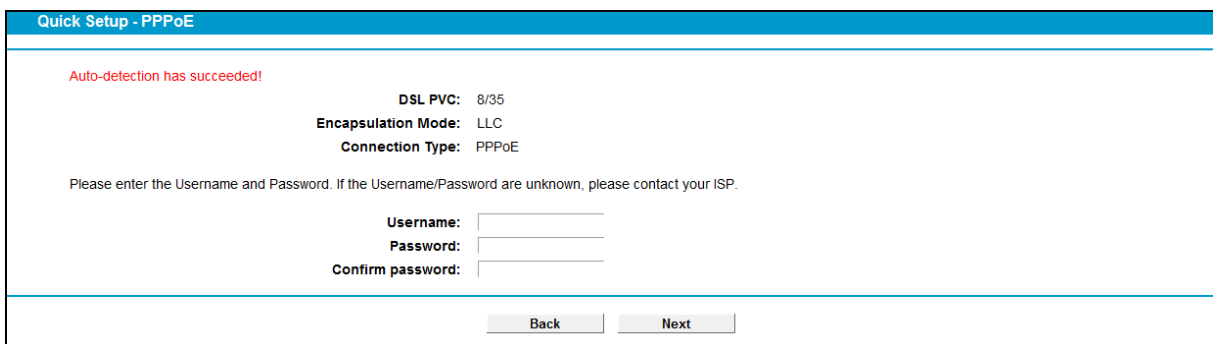 Quick Setup - PPPoE
Auto-detection has succeeded!
DSL PVC: 8/35
Encapsulation Mode: LLC
Connection Type: PPPoE
Please enter the Username and Password. If the Username/Password are unknown, please contact your ISP.
Username:
Password:
Confirm password:
Back Next